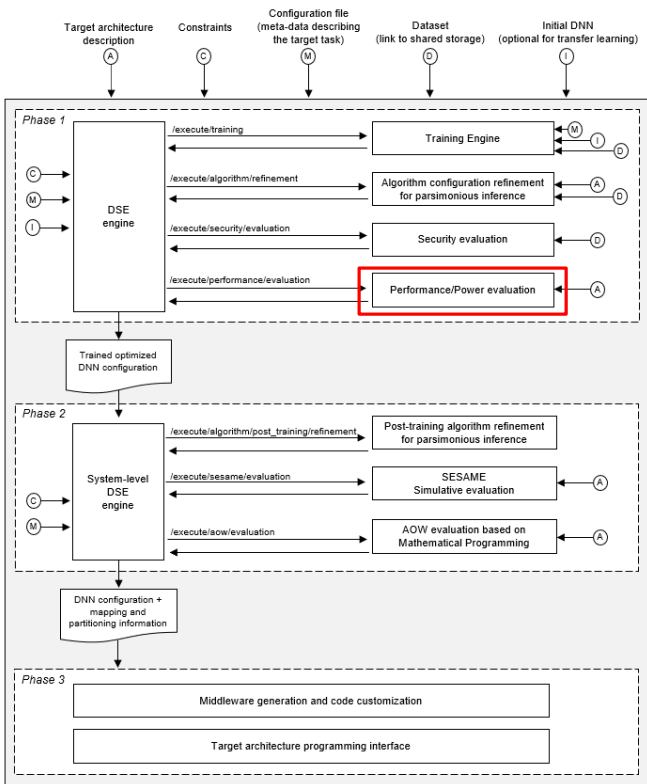 Target architecture
description
A
Constraints
C
Configuration file
(meta-data describing
the target task)
M
Dataset
(link to shared storage)
D
Initial DNN
(optional for transfer learning)
I
Phase 1
C
M
I
DSE
engine
/execute/training
Training Engine
M
I
D
/execute/algorithm/refinement
Algorithm configuration refinement
for parsimonious inference
A
D
/execute/security/evaluation
Security evaluation
D
/execute/performance/evaluation
Performance/Power evaluation
A
Trained optimized
DNN configuration
Phase 2
C
M
System-level
DSE
engine
/execute/algorithm/post_training/refinement
Post-training algorithm refinement
for parsimonious inference
/execute/sesame/evaluation
SESAME
Simulative evaluation
A
/execute/aow/evaluation
AOW evaluation based on
Mathematical Programming
A
DNN configuration +
mapping and
partitioning information
Phase 3
Middleware generation and code customization
Target architecture programming interface